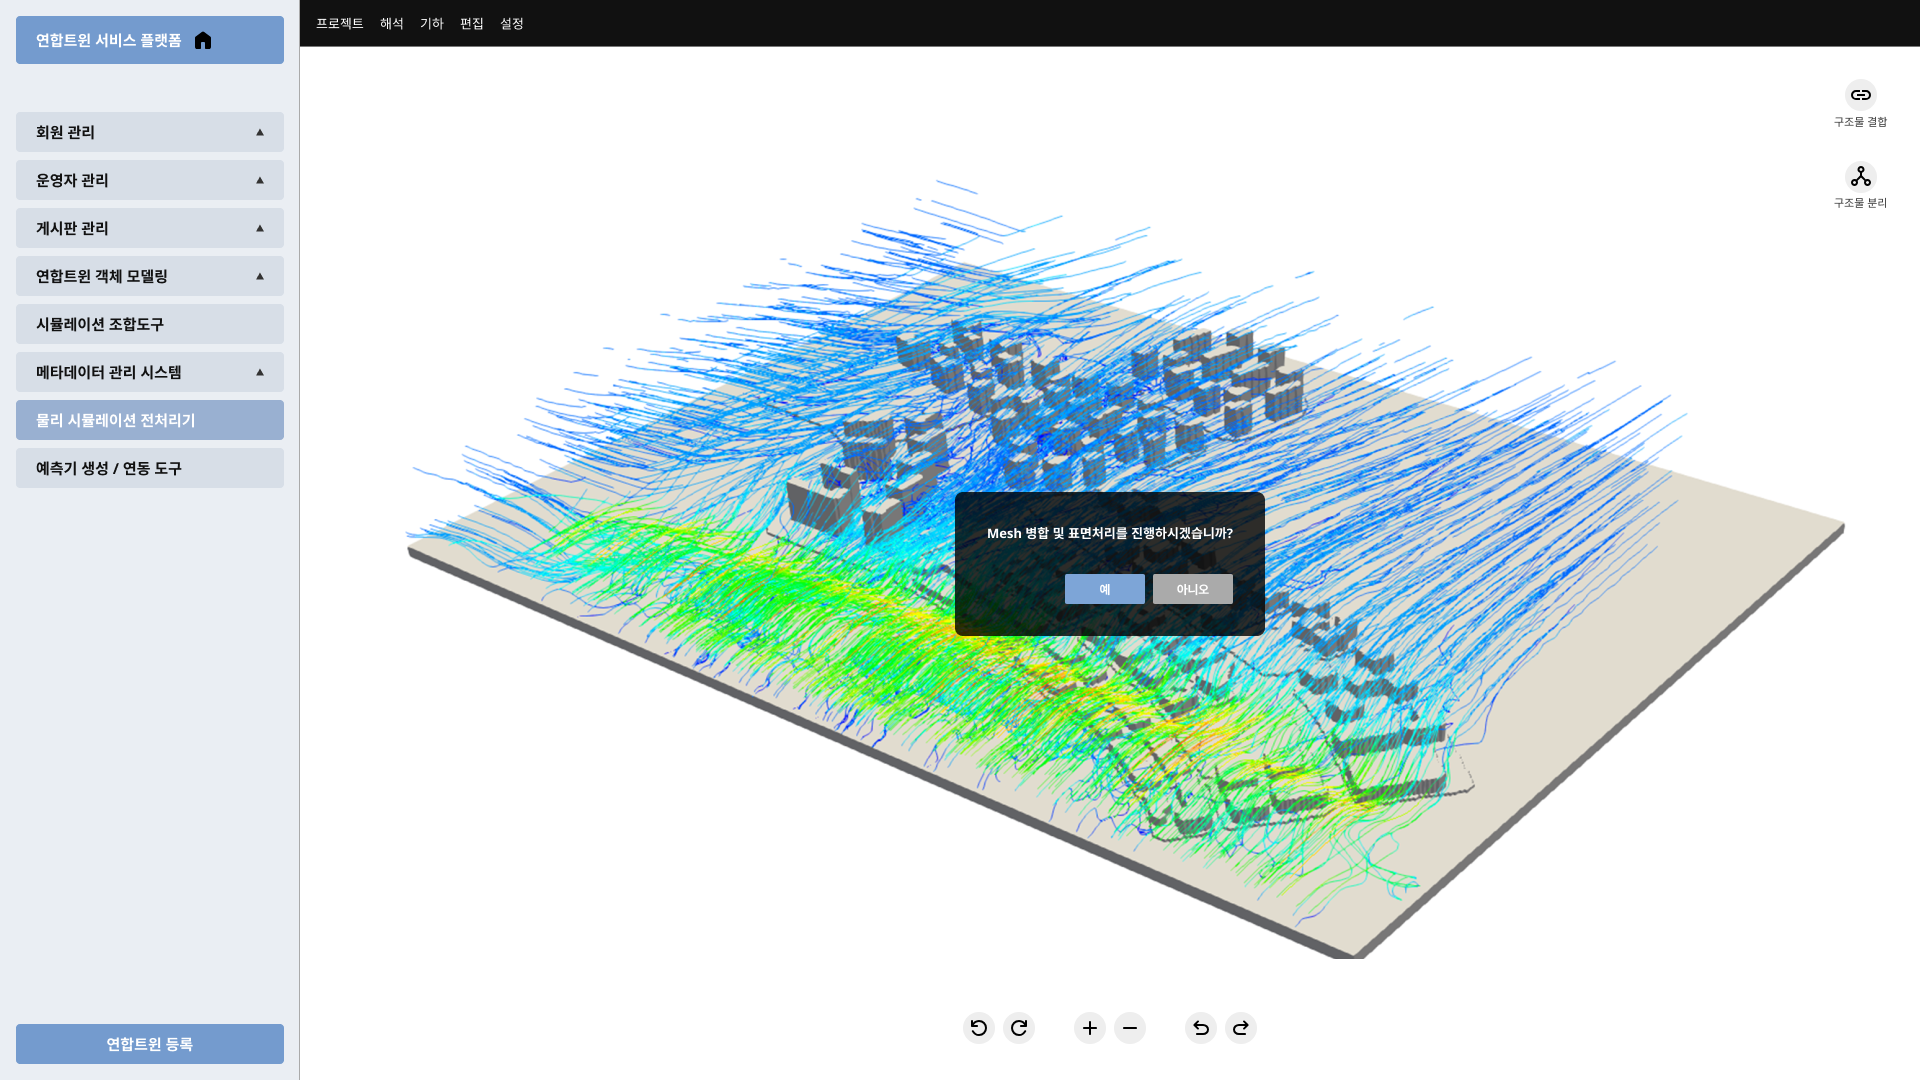 연합트윈 서비스 플랫폼
회원 관리
운영자 관리
게시판 관리
연합트윈 객체 모델링
시뮬레이션 조합도구
메타데이터 관리 시스템
물리 시뮬레이션 전처리기
예측기 생성 / 연동 도구
연합트윈 등록
프로젝트 해석 기하 편집 설정
구조물 결합
구조물 분리
Mesh 병합 및 표면처리를 진행하시겠습니까?
예 아니오